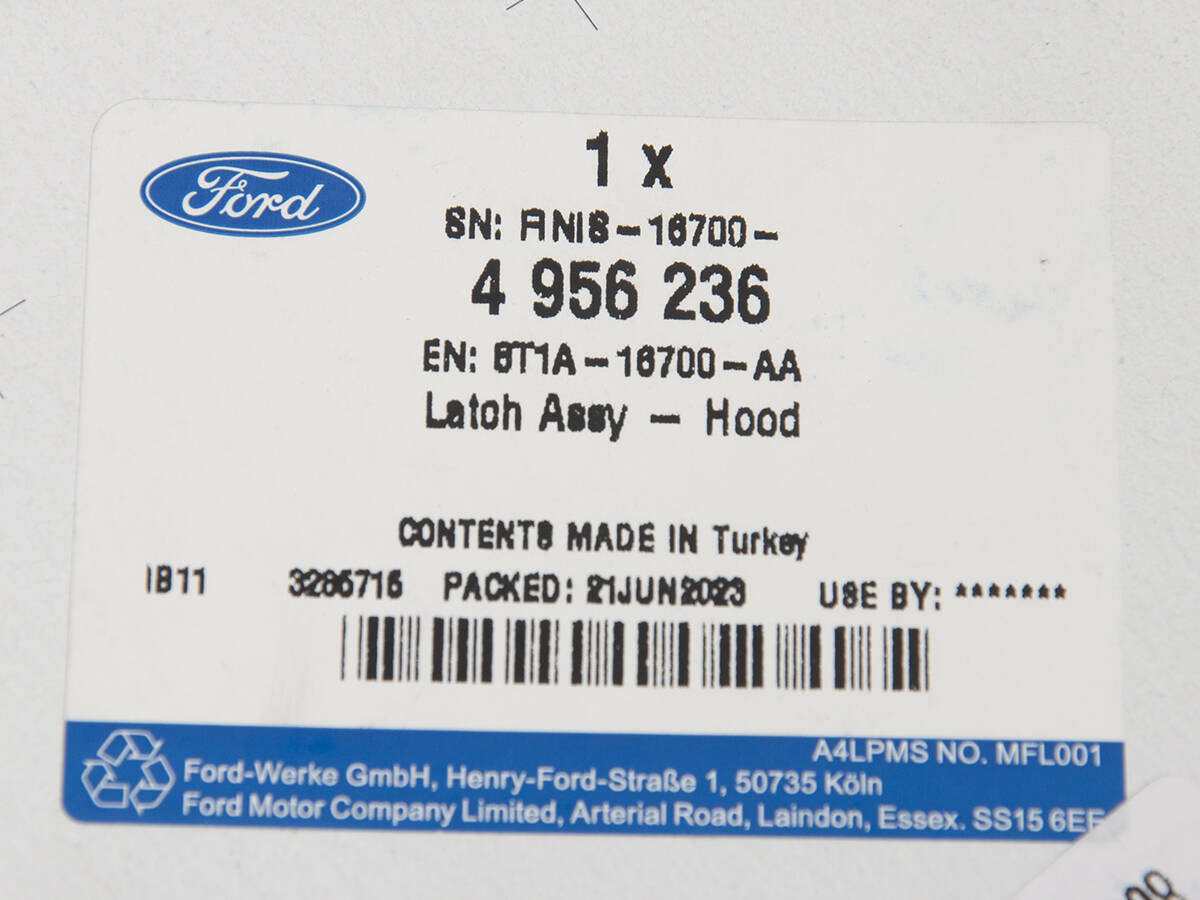 Ford
1 x
SN: FINIS-16700-
4 956 236
EN: 6T1A-16700-AA
Latch Assy - Hood
CONTENTS MADE IN Turkey
IB11 3285715 PACKED: 21JUN2023 USE BY: *******
A4LPMS NO. MFL001
Ford-Werke GmbH, Henry-Ford-Straße 1, 50735 Köln
Ford Motor Company Limited, Arterial Road, Laindon, Essex. SS15 6EE